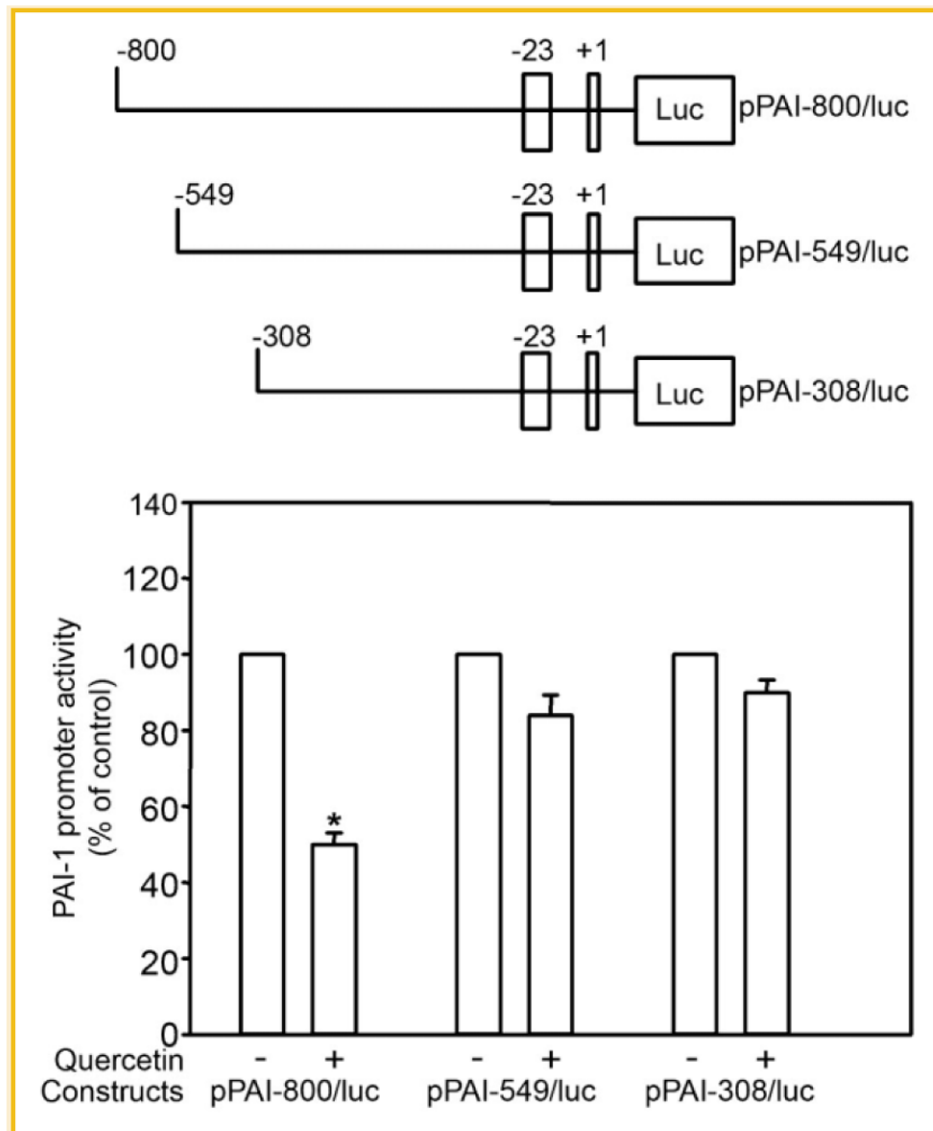 -800
-23 +1
Luc pPAI-800/luc
-549
-23 +1
Luc pPAI-549/luc
-308
-23 +1
Luc pPAI-308/luc
PAI-1 promoter activity
(% of control)
140
120
100
80
60
40
20
0
*
Quercetin - + - + - +
Constructs pPAI-800/luc pPAI-549/luc pPAI-308/luc